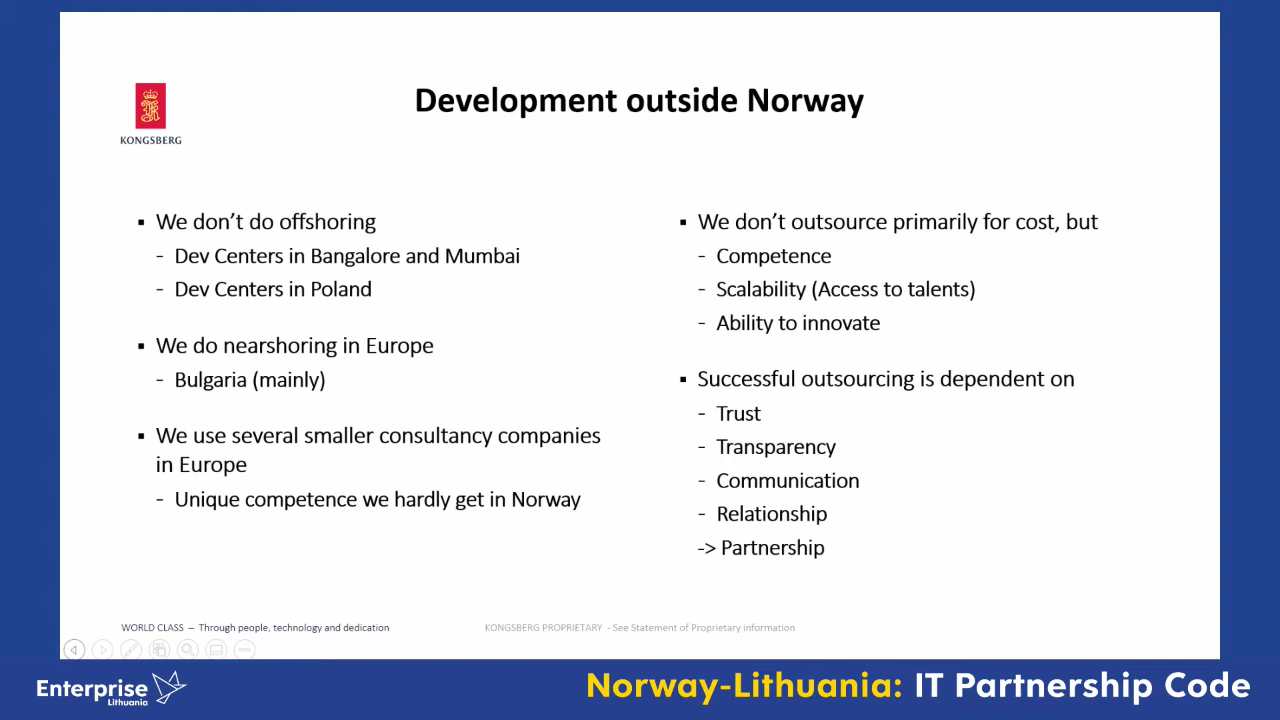 Development outside Norway
KONGSBERG
▪ We don't do offshoring
- Dev Centers in Bangalore and Mumbai
- Dev Centers in Poland
▪ We do nearshoring in Europe
- Bulgaria (mainly)
▪ We use several smaller consultancy companies
in Europe
- Unique competence we hardly get in Norway
▪ We don't outsource primarily for cost, but
- Competence
- Scalability (Access to talents)
- Ability to innovate
▪ Successful outsourcing is dependent on
- Trust
- Transparency
- Communication
- Relationship
-> Partnership
WORLD CLASS – Through people, technology and dedication
KONGSBERG PROPRIETARY - See Statement of Proprietary information
Enterprise
Lithuania
Norway-Lithuania: IT Partnership Code